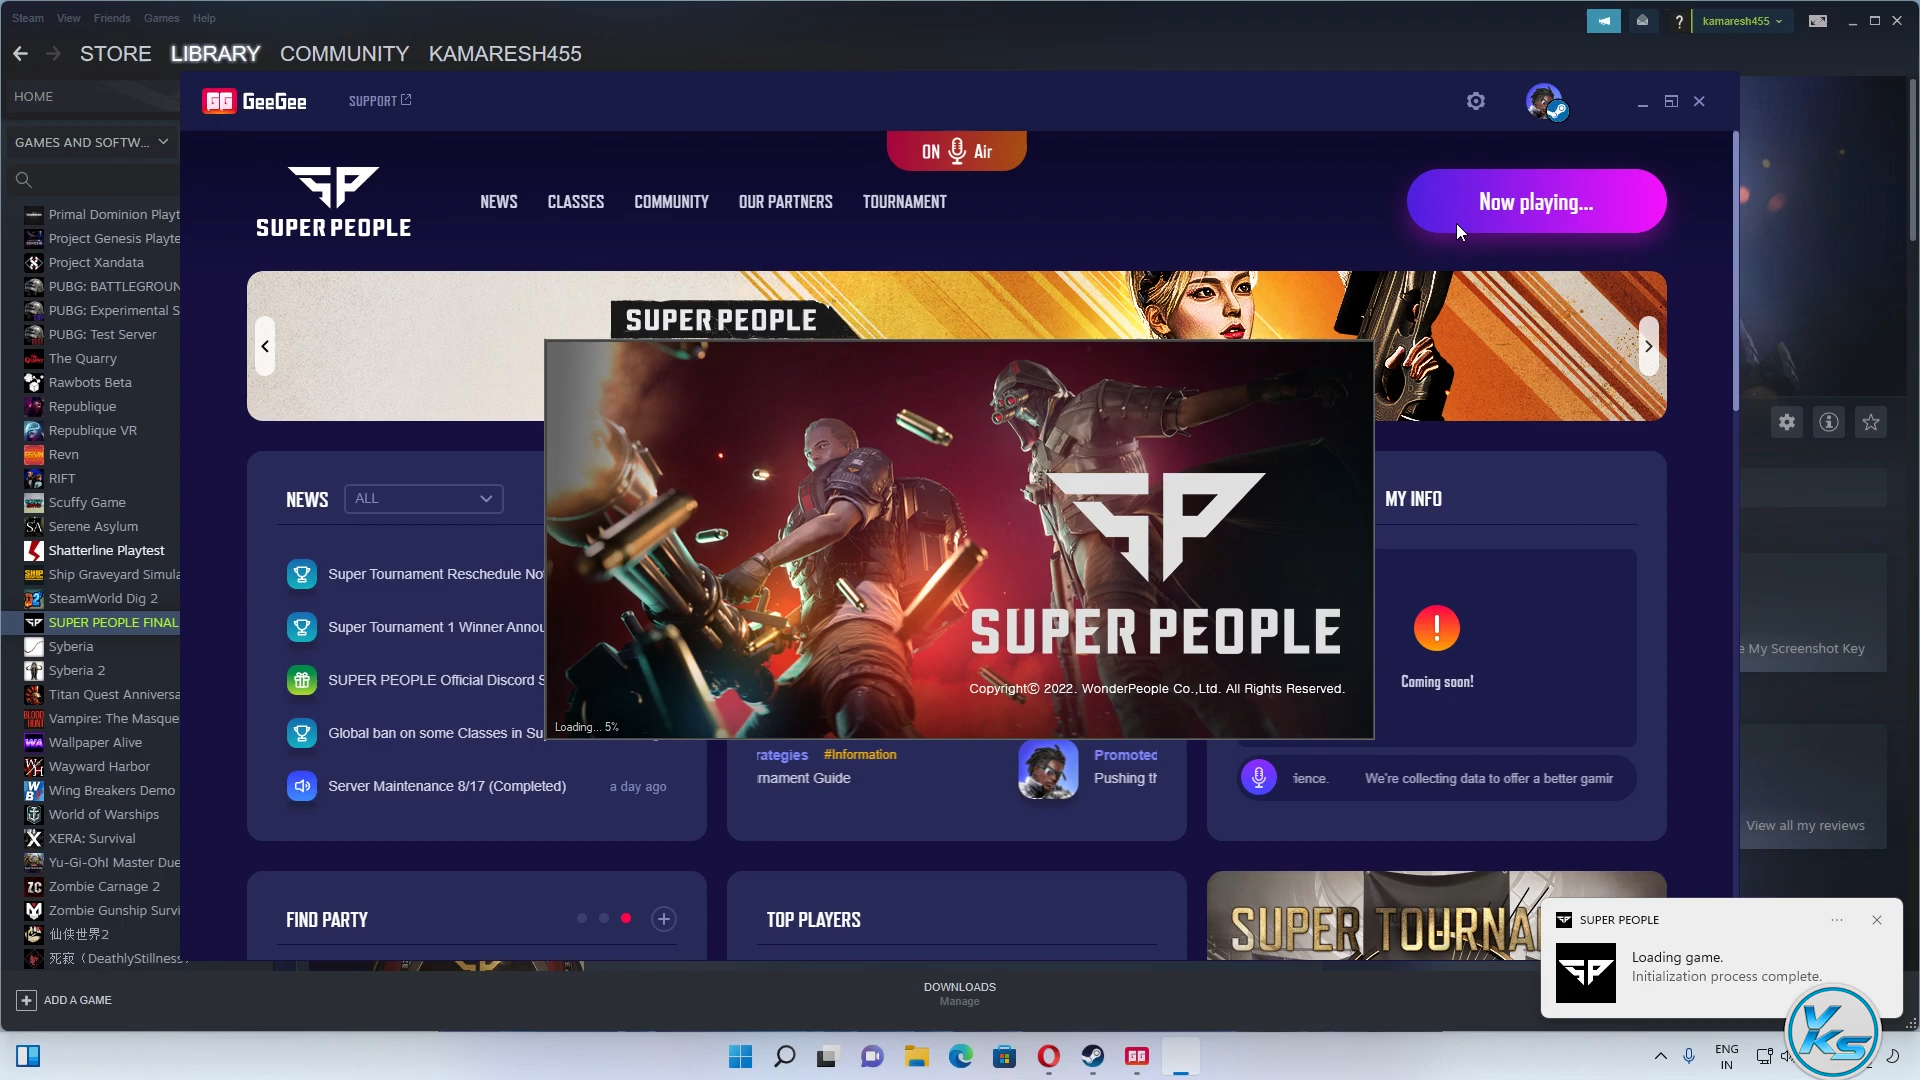 Steam View Friends Games Help
? kamaresh455
STORE LIBRARY COMMUNITY KAMARESH455
HOME
GG GeeGee SUPPORT
GAMES AND SOFTW...
ON Air
SP
SUPER PEOPLE
NEWS CLASSES COMMUNITY OUR PARTNERS TOURNAMENT
Now playing...
Primal Dominion Playt
Project Genesis Playte
Project Xandata
PUBG: BATTLEGROUN
PUBG: Experimental S
PUBG: Test Server
The Quarry
Rawbots Beta
Republique
Republique VR
Revn
RIFT
Scuffy Game
Serene Asylum
Shatterline Playtest
Ship Graveyard Simula
SteamWorld Dig 2
SUPER PEOPLE FINAL
Syberia
Syberia 2
Titan Quest Anniversa
Vampire: The Masque
Wallpaper Alive
Wayward Harbor
Wing Breakers Demo
World of Warships
XERA: Survival
Yu-Gi-Oh! Master Due
Zombie Carnage 2
Zombie Gunship Survi
仙侠世界2
死寂（DeathlyStillness）
SUPER PEOPLE
NEWS ALL
Super Tournament Reschedule No
Super Tournament 1 Winner Annou
SUPER PEOPLE Official Discord S
Global ban on some Classes in Su
Server Maintenance 8/17 (Completed) a day ago
SP
SUPER PEOPLE
Copyright© 2022. WonderPeople Co.,Ltd. All Rights Reserved.
Loading... 5%
rategies #Information
rnament Guide
Promoted
Pushing th
MY INFO
!
Coming soon!
ience. We're collecting data to offer a better gamir
e My Screenshot Key
View all my reviews
FIND PARTY
TOP PLAYERS
SUPER TOURNA
SUPER PEOPLE
Loading game.
Initialization process complete.
ADD A GAME
DOWNLOADS
Manage
GG
ENG
IN
YKS